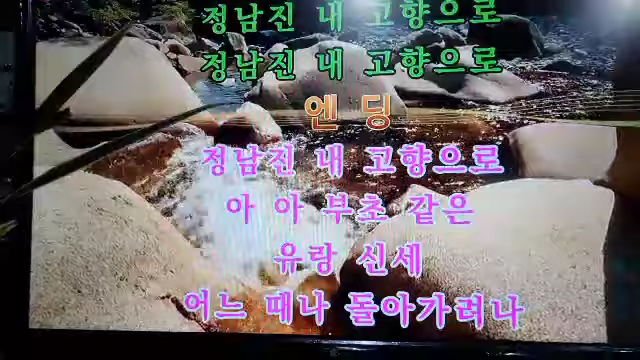 정남진 내 고향으로
정남진 내 고향으로
엔 딩
정남진 내 고향으로
아 아 부초 같은
유랑 신세
어느 때나 돌아가려나